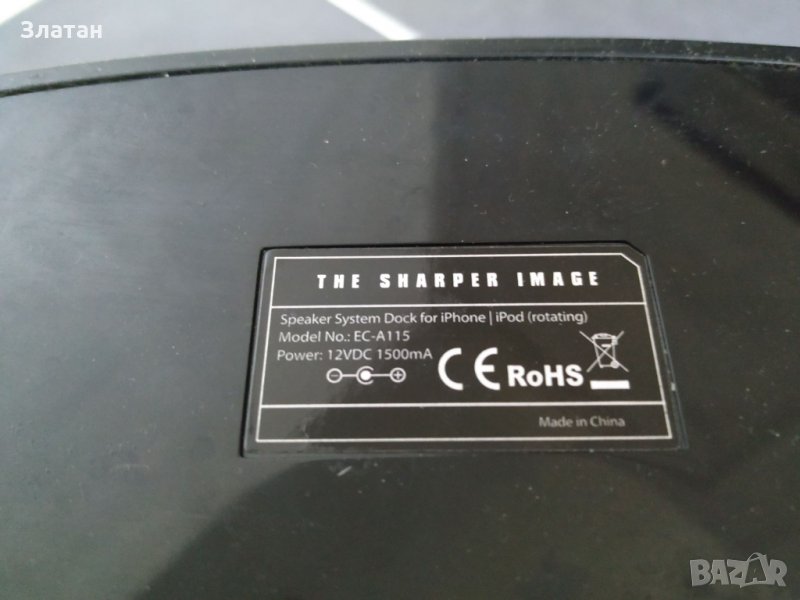 Златан
THE SHARPER IMAGE
Speaker System Dock for iPhone | iPod (rotating)
Model No.: EC-A115
Power: 12VDC 1500mA
CE RoHS
Made in China
BAZAR